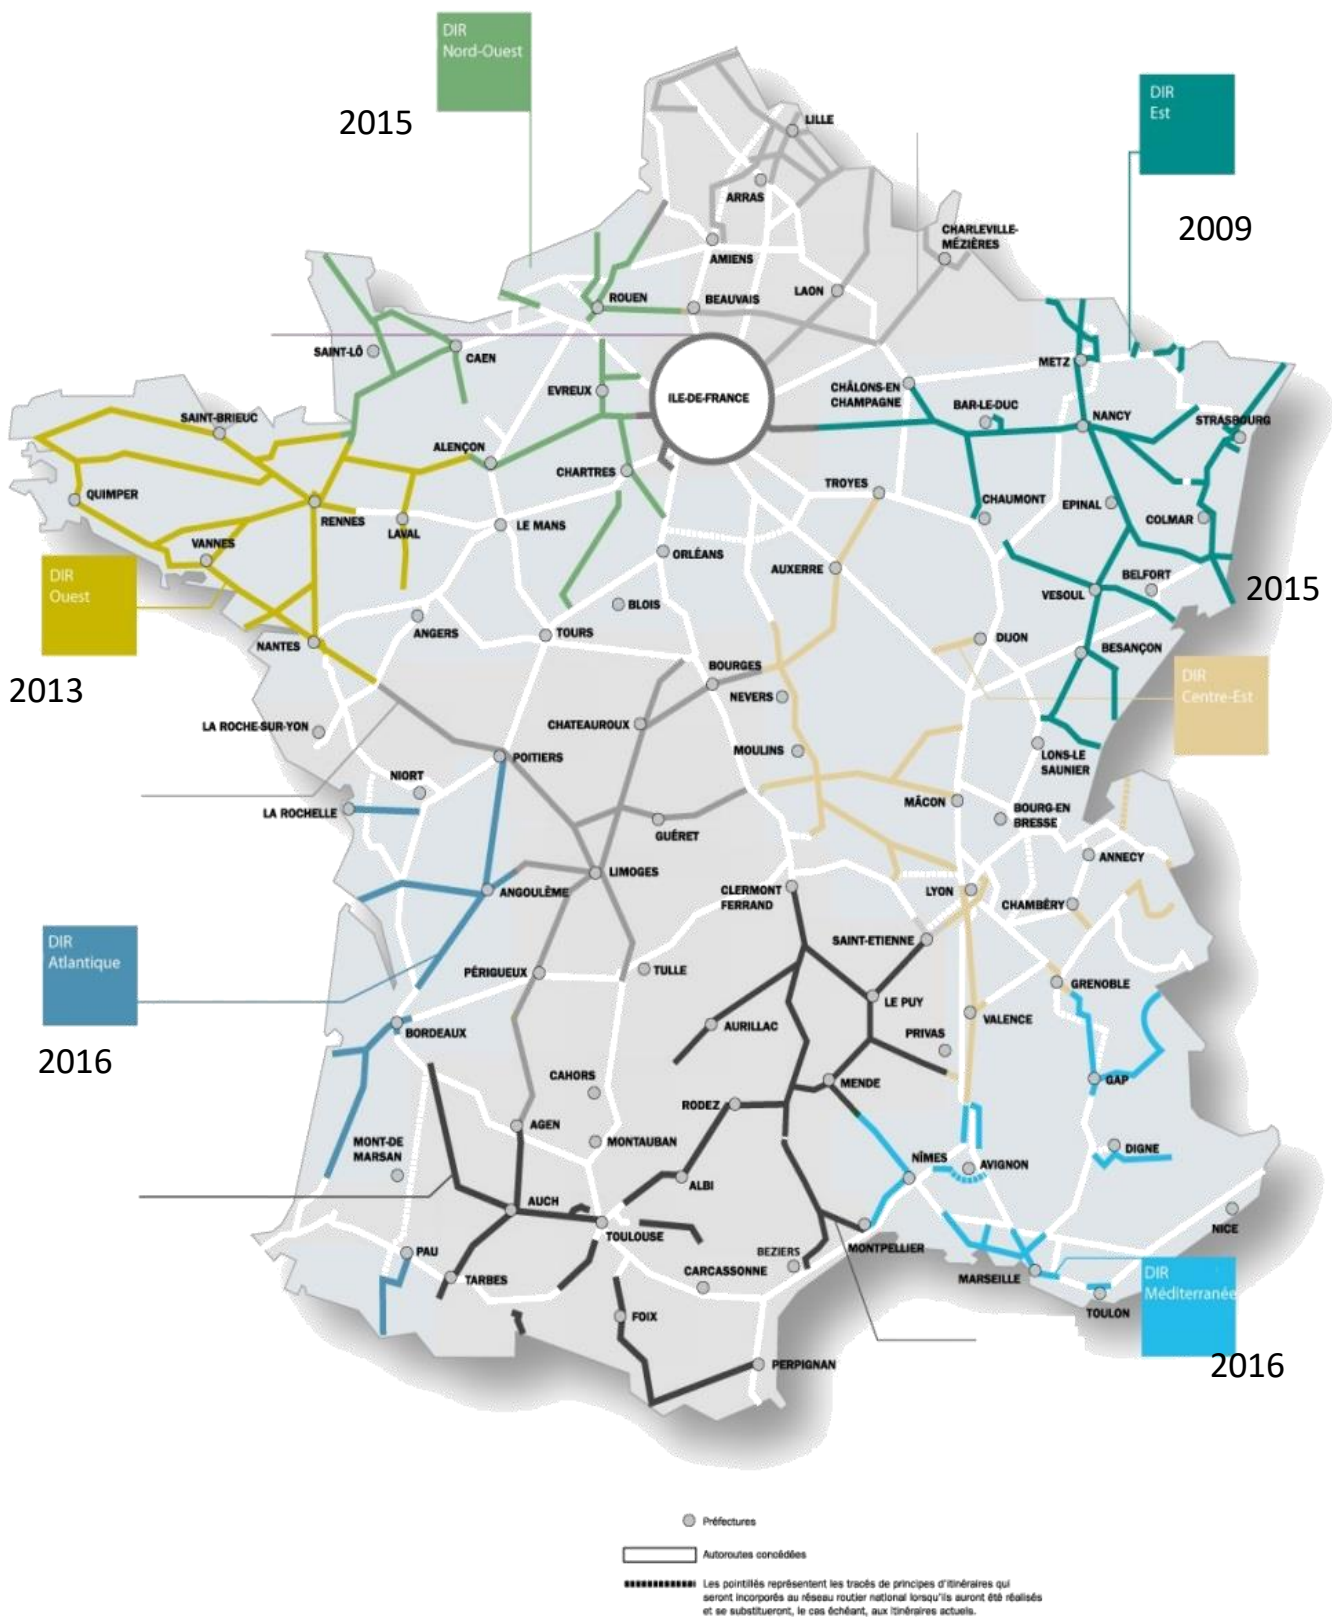 DIR
Nord-Ouest
2015
DIR
Est
2009
LILLE
ARRAS
CHARLEVILLE-
MÉZIÈRES
AMIENS
LAON
ROUEN
BEAUVAIS
SAINT-LÔ
CAEN
METZ
ILE-DE-FRANCE
EVREUX
CHÂLONS-EN
CHAMPAGNE
BAR-LE-DUC
NANCY
STRASBOURG
SAINT-BRIEUC
ALENÇON
CHARTRES
TROYES
CHAUMONT
EPINAL
COLMAR
QUIMPER
RENNES
LAVAL
LE MANS
VANNES
ORLÉANS
AUXERRE
BELFORT
VESOUL
2015
DIR
Ouest
BLOIS
ANGERS
TOURS
NANTES
DIJON
BESANÇON
2013
BOURGES
NEVERS
DIR
Centre-Est
LA ROCHE-SUR-YON
CHATEAUROUX
MOULINS
POITIERS
LONS-LE
SAUNIER
NIORT
LA ROCHELLE
MÂCON
BOURG-EN
BRESSE
GUÉRET
ANNECY
LIMOGES
ANGOULÊME
CLERMONT
FERRAND
LYON
CHAMBÉRY
DIR
Atlantique
SAINT-ETIENNE
PÉRIGUEUX
TULLE
GRENOBLE
LE PUY
BORDEAUX
AURILLAC
PRIVAS
VALENCE
2016
CAHORS
MENDE
GAP
RODEZ
AGEN
MONT-DE
MARSAN
MONTAUBAN
DIGNE
NÎMES
AVIGNON
ALBI
AUCH
TOULOUSE
NICE
PAU
BEZIERS
MONTPELLIER
TARBES
CARCASSONNE
MARSEILLE
DIR
Méditerranée
TOULON
FOIX
PERPIGNAN
2016
Préfectures
Autoroutes concédées
Les pointillés représentent les tracés de principes d'itinéraires qui
seront incorporés au réseau routier national lorsqu'ils auront été réalisés
et se substitueront, le cas échéant, aux itinéraires actuels.